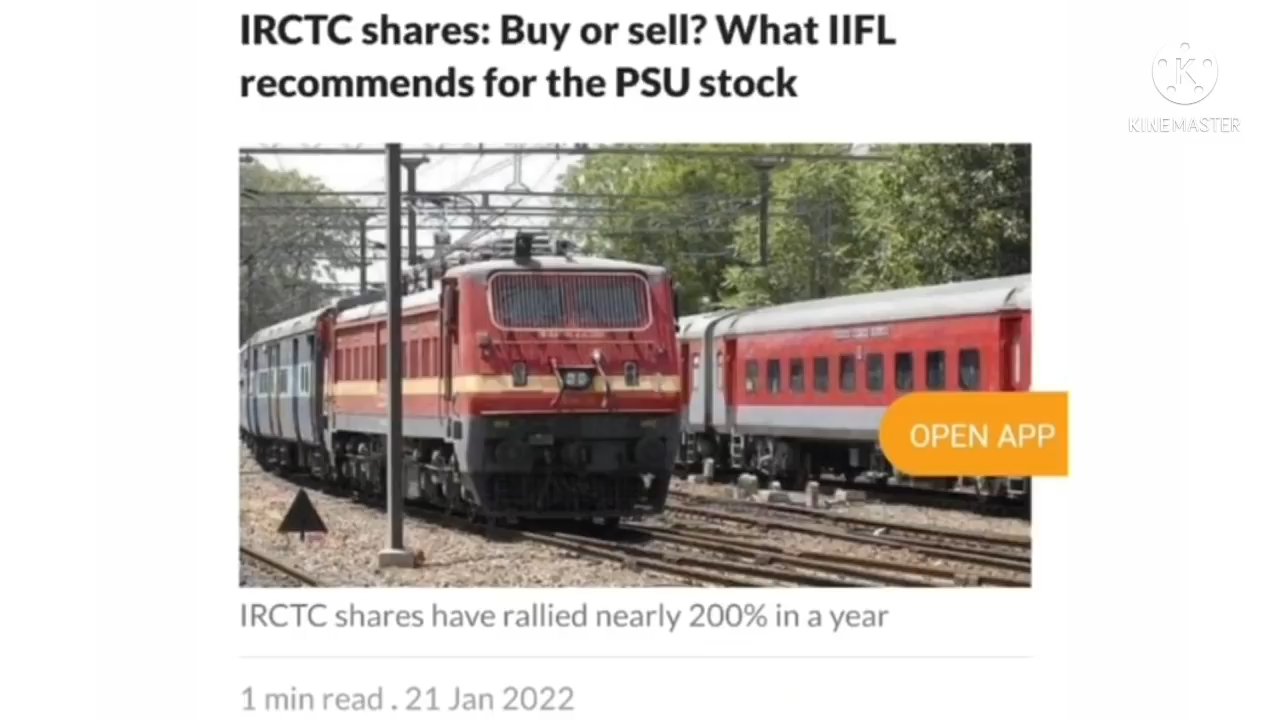 IRCTC shares: Buy or sell? What IIFL
recommends for the PSU stock
KINEMASTER
OPEN APP
IRCTC shares have rallied nearly 200% in a year
1 min read . 21 Jan 2022